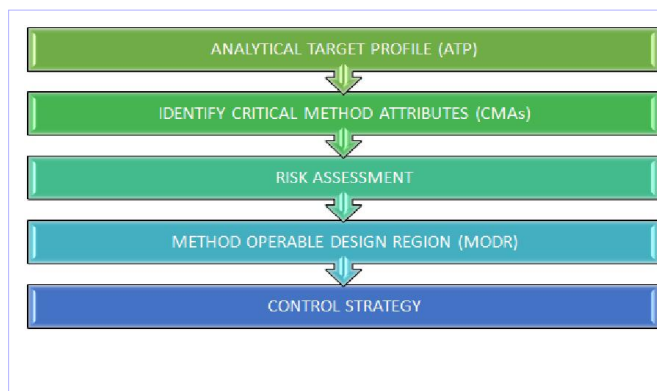 ANALYTICAL TARGET PROFILE (ATP)
IDENTIFY CRITICAL METHOD ATTRIBUTES (CMAs)
RISK ASSESSMENT
METHOD OPERABLE DESIGN REGION (MODR)
CONTROL STRATEGY